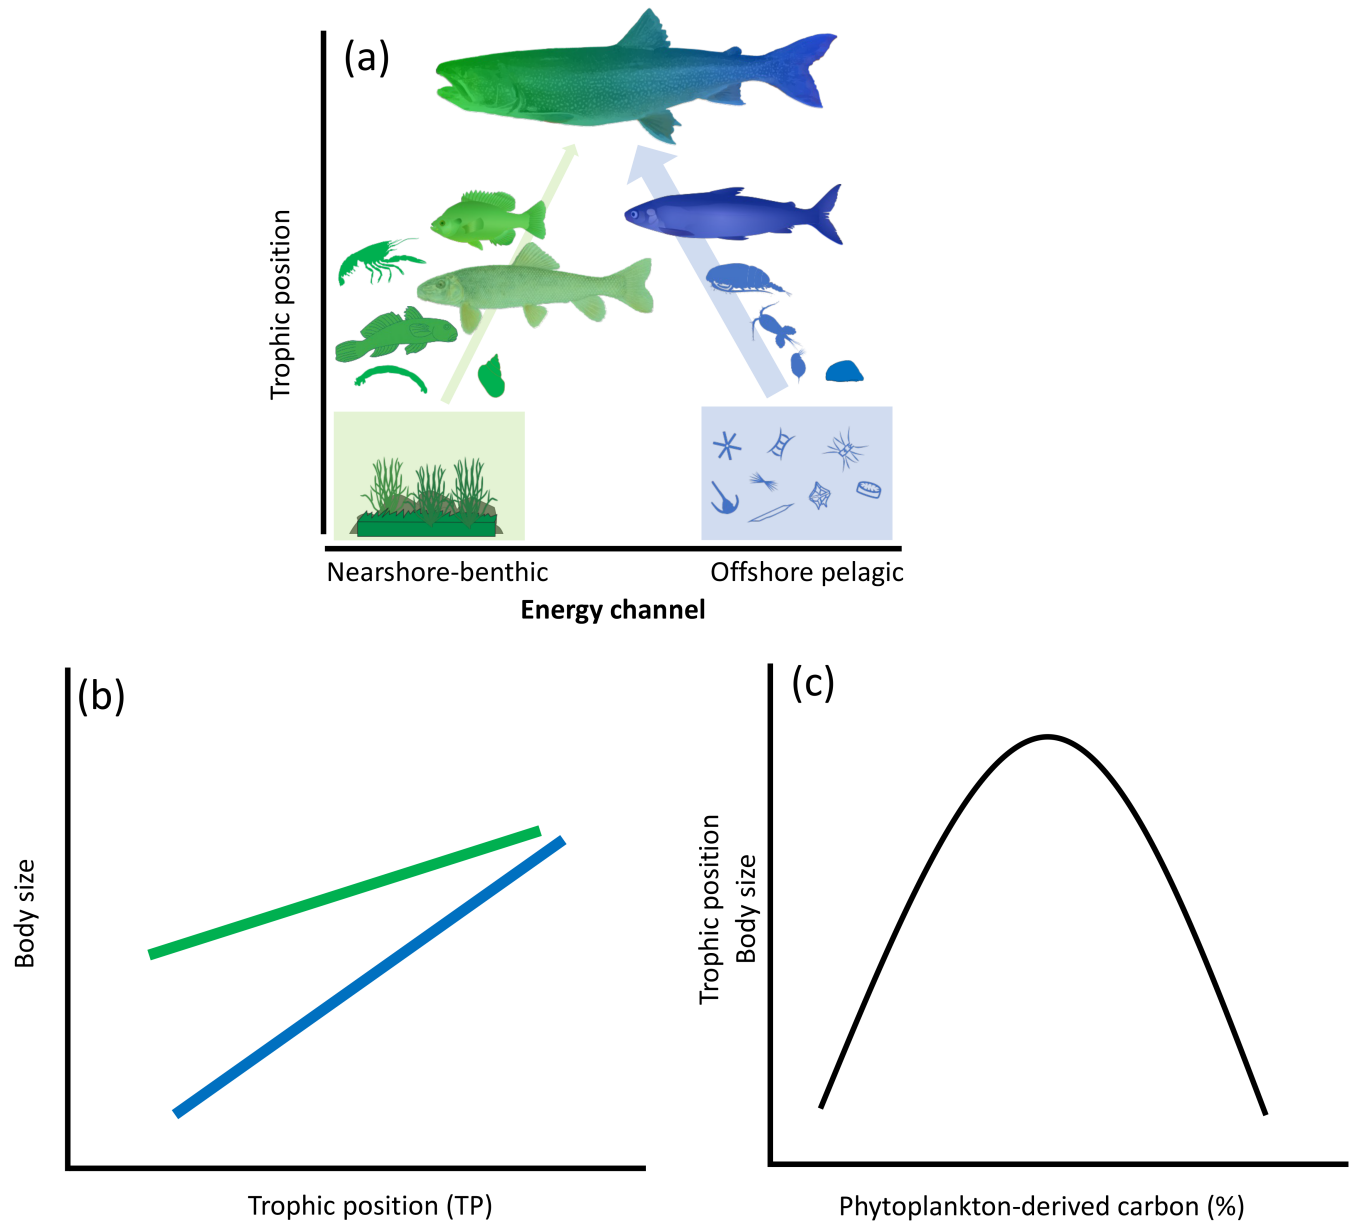 (a)
Trophic position
Nearshore-benthic
Offshore pelagic
Energy channel
(b)
Body size
Trophic position (TP)
(c)
Trophic position
Body size
Phytoplankton-derived carbon (%)